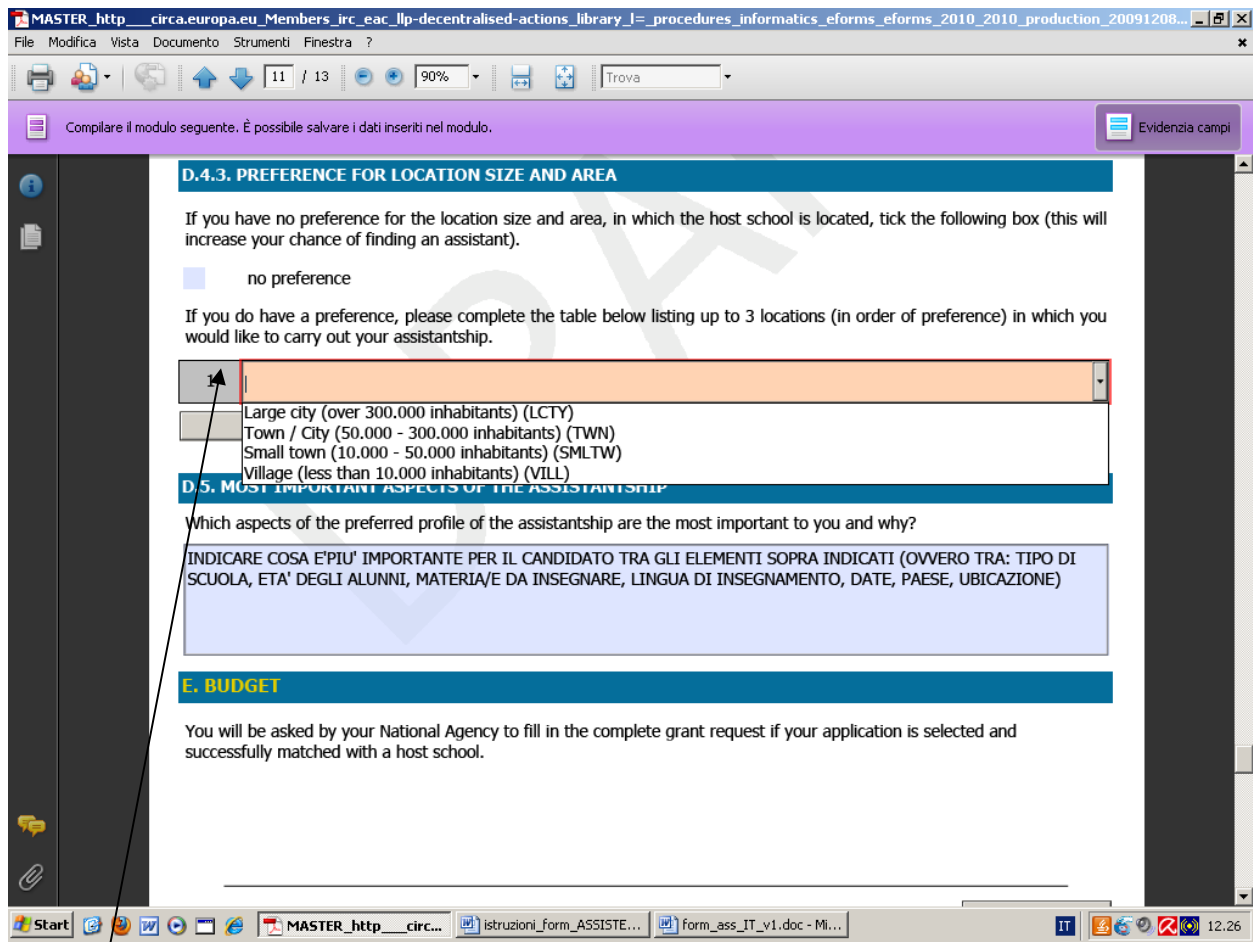 MASTER_http___circa.europa.eu_Members_irc_eac_llp-decentralised-actions_library_l=_procedures_informatics_eforms_eforms_2010_2010_production_20091208...
File Modifica Vista Documento Strumenti Finestra ?
11 / 13 90% Trova
Compilare il modulo seguente. È possibile salvare i dati inseriti nel modulo. Evidenzia campi
D.4.3. PREFERENCE FOR LOCATION SIZE AND AREA
If you have no preference for the location size and area, in which the host school is located, tick the following box (this will
increase your chance of finding an assistant).
no preference
If you do have a preference, please complete the table below listing up to 3 locations (in order of preference) in which you
would like to carry out your assistantship.
1
Large city (over 300.000 inhabitants) (LCTY)
Town / City (50.000 - 300.000 inhabitants) (TWN)
Small town (10.000 - 50.000 inhabitants) (SMLTW)
Village (less than 10.000 inhabitants) (VILL)
D.5. MOST IMPORTANT ASPECTS OF THE ASSISTANTSHIP
Which aspects of the preferred profile of the assistantship are the most important to you and why?
INDICARE COSA E'PIU' IMPORTANTE PER IL CANDIDATO TRA GLI ELEMENTI SOPRA INDICATI (OVVERO TRA: TIPO DI
SCUOLA, ETA' DEGLI ALUNNI, MATERIA/E DA INSEGNARE, LINGUA DI INSEGNAMENTO, DATE, PAESE, UBICAZIONE)
E. BUDGET
You will be asked by your National Agency to fill in the complete grant request if your application is selected and
successfully matched with a host school.
Start MASTER_http___circ... istruzioni_form_ASSISTE... form_ass_IT_v1.doc - Mi... IT 12.26